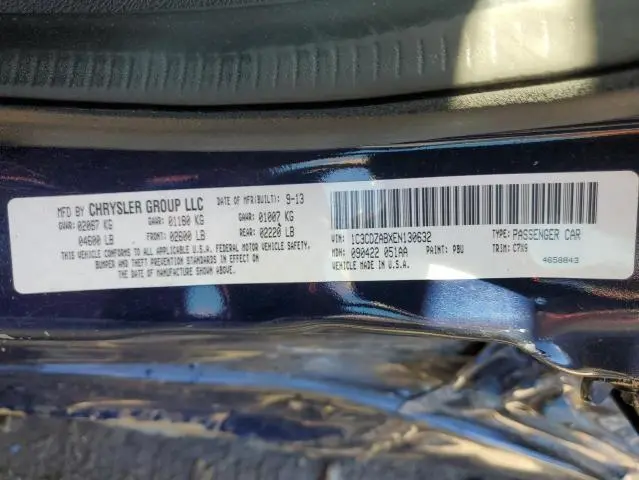 MFD BY CHRYSLER GROUP LLC DATE OF MFR(BUILT): 9-13
GVWR: 02087 KG GAWR: 01180 KG GAWR: 01007 KG
04600 LB FRONT: 02600 LB REAR: 02220 LB
THIS VEHICLE CONFORMS TO ALL APPLICABLE U.S.A. FEDERAL MOTOR VEHICLE SAFETY,
BUMPER AND THEFT PREVENTION STANDARDS IN EFFECT ON
THE DATE OF MANUFACTURE SHOWN ABOVE.
VIN: 1C3CDZABXEN130632 TYPE: PASSENGER CAR
MDH: 090422 051AA PAINT: PBU TRIM: C7X9
VEHICLE MADE IN U.S.A. 4658843